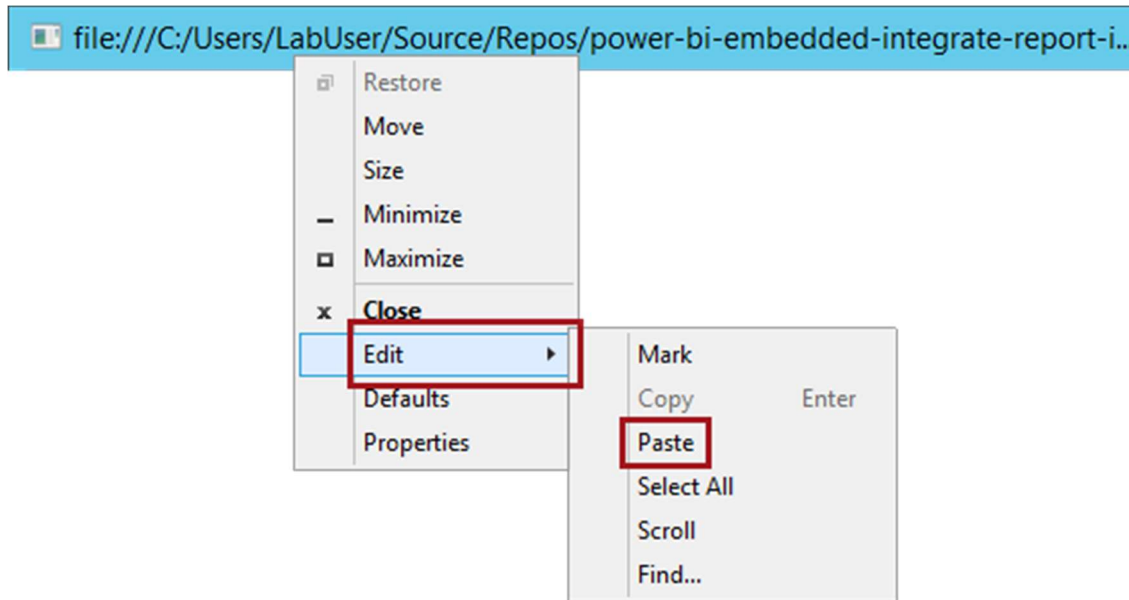 file:///C:/Users/LabUser/Source/Repos/power-bi-embedded-integrate-report-i...
Restore
Move
Size
Minimize
Maximize
Close
Edit
Defaults
Properties
Mark
Copy Enter
Paste
Select All
Scroll
Find...